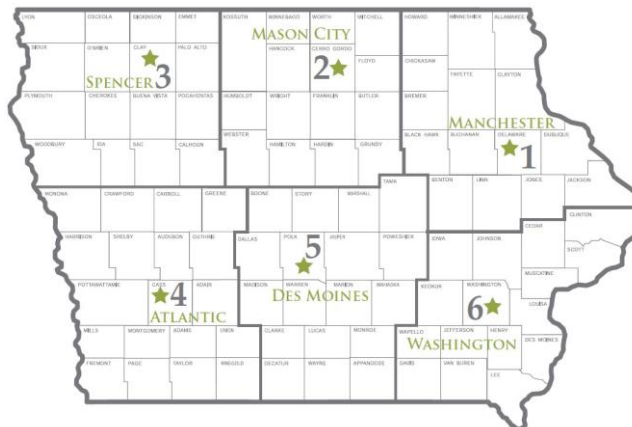 LYON OSCEOLA DICKINSON EMMET KOSSUTH WINNEBAGO WORTH MITCHELL HOWARD WINNESHIEK ALLAMAKEE
MASON CITY
SIOUX O'BRIEN CLAY PALO ALTO HANCOCK CERRO GORDO FLOYD CHICKASAW
SPENCER 3 2
FAYETTE CLAYTON
PLYMOUTH CHEROKEE BUENA VISTA POCAHONTAS HUMBOLDT WRIGHT FRANKLIN BUTLER BREMER
MANCHESTER
WEBSTER BLACK HAWK BUCHANAN DELAWARE DUBUQUE
1
WOODBURY IDA SAC CALHOUN HAMILTON HARDIN GRUNDY
TAMA BENTON LINN JONES JACKSON
MONONA CRAWFORD CARROLL GREENE BOONE STORY MARSHALL
CLINTON
CEDAR
HARRISON SHELBY AUDUBON GUTHRIE DALLAS POLK JASPER POWESHIEK IOWA JOHNSON
SCOTT
5
MUSCATINE
POTTAWATTAMIE CASS ADAIR MADISON WARREN MARION MAHASKA KEOKUK WASHINGTON
4 DES MOINES 6
LOUISA
ATLANTIC
MILLS MONTGOMERY ADAMS UNION CLARKE LUCAS MONROE WAPELLO JEFFERSON HENRY
DES MOINES
WASHINGTON
FREMONT PAGE TAYLOR RINGGOLD DECATUR WAYNE APPANOOSE DAVIS VAN BUREN
LEE